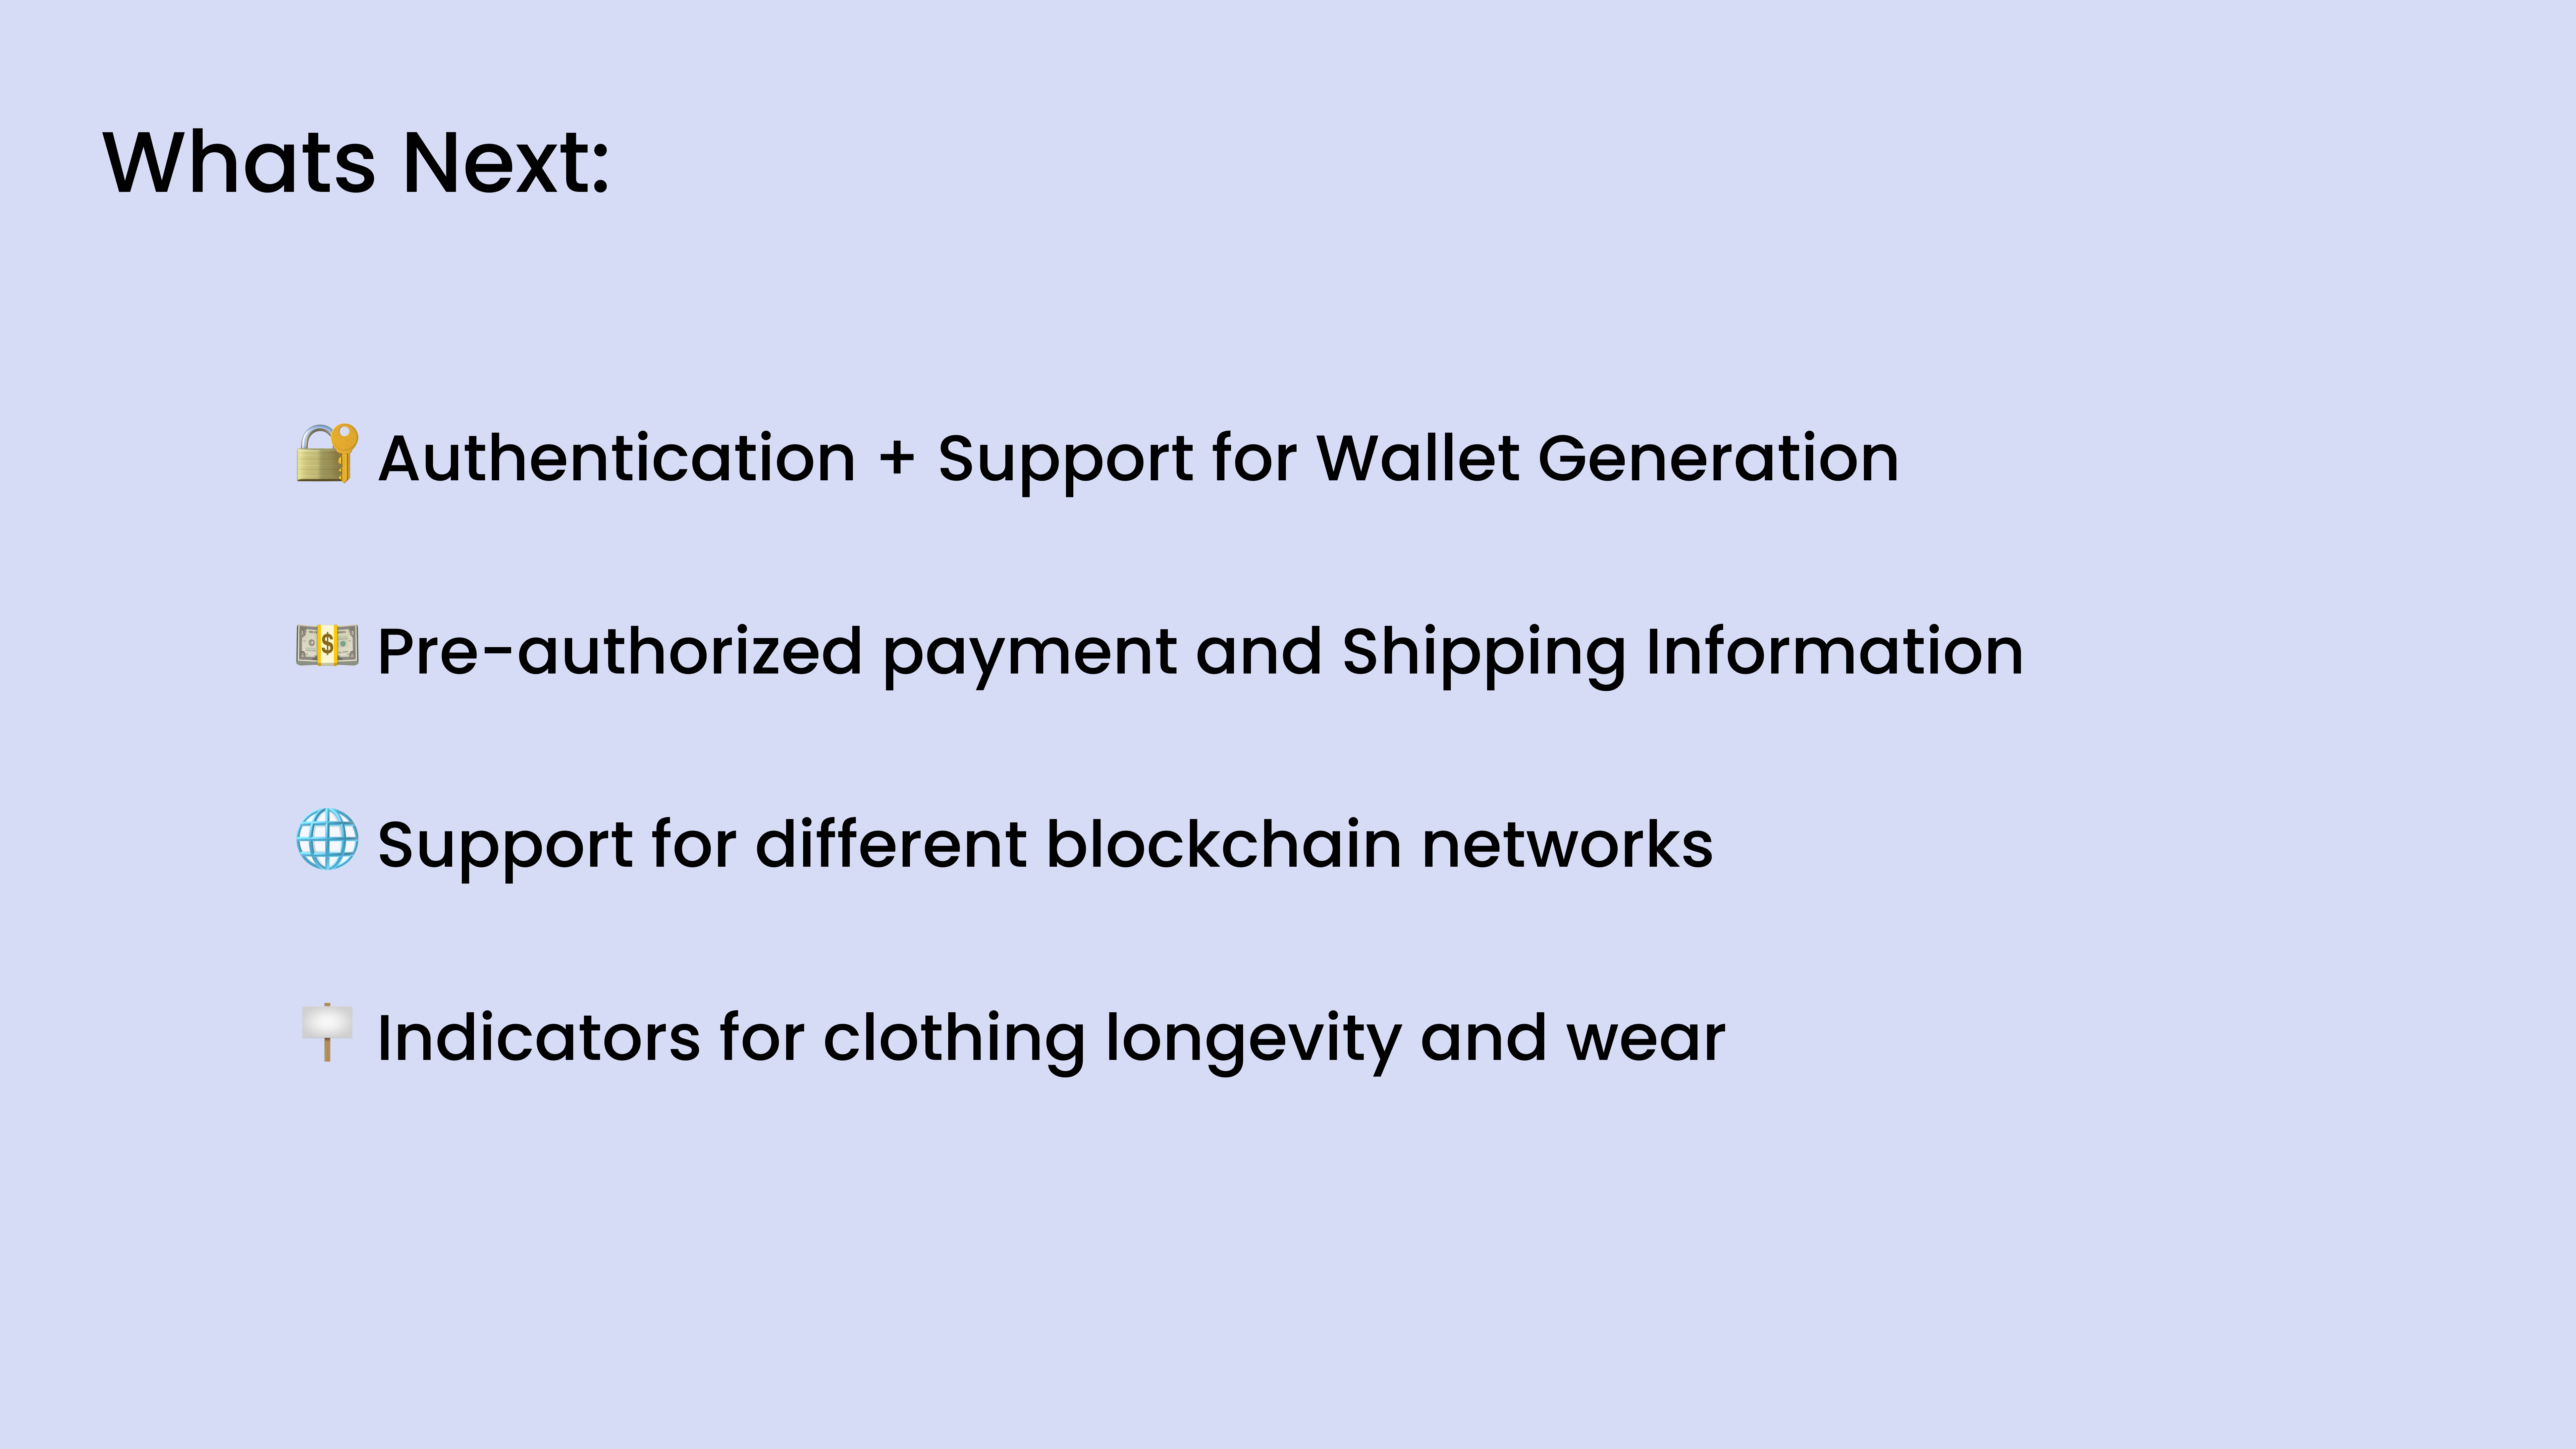 Whats Next:
🔐 Authentication + Support for Wallet Generation
💵 Pre-authorized payment and Shipping Information
🌐 Support for different blockchain networks
🪧 Indicators for clothing longevity and wear